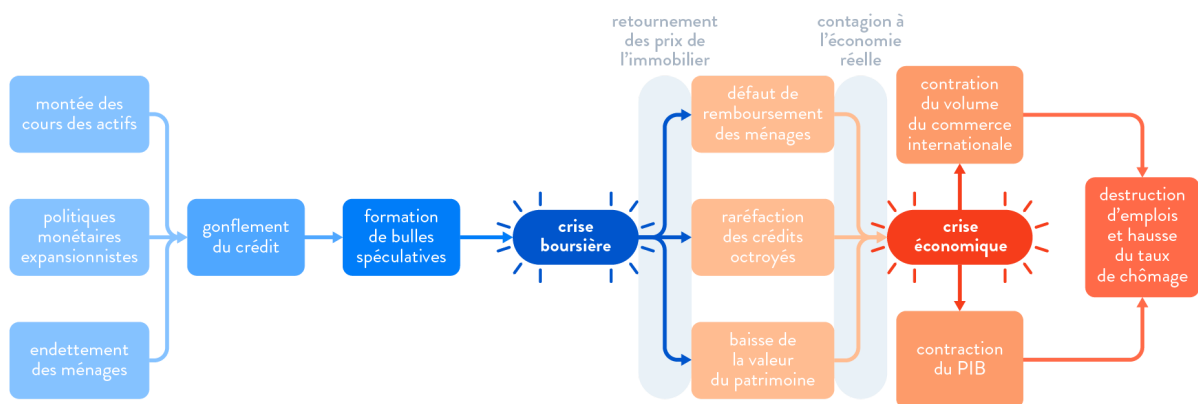 retournement
des prix de
l'immobilier
contagion à
l'économie
réelle
montée des
cours des actifs
politiques
monétaires
expansionnistes
endettement
des ménages
gonflement
du crédit
formation
de bulles
spéculatives
crise
boursière
défaut de
remboursement
des ménages
raréfaction
des crédits
octroyés
baisse de
la valeur
du patrimoine
contration
du volume
du commerce
internationale
crise
économique
contraction
du PIB
destruction
d'emplois
et hausse
du taux
de chômage